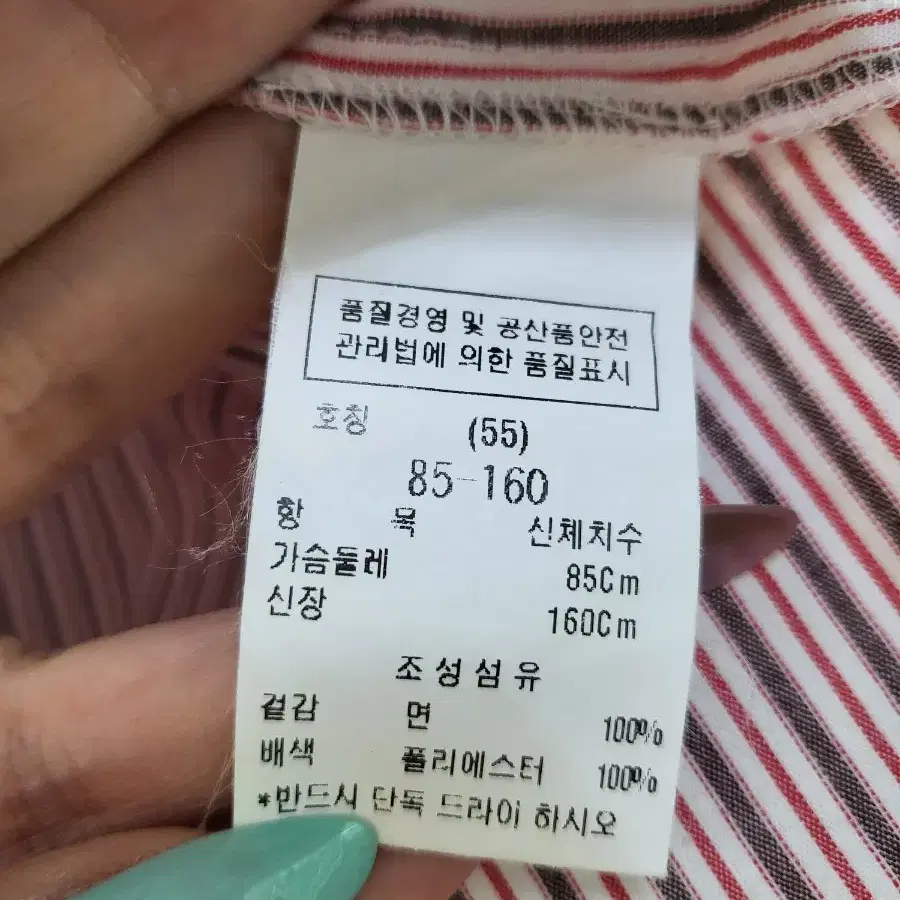 품질경영 및 공산품안전
관리법에 의한 품질표시
호칭 (55)
85-160
항 목 신체치수
가슴둘레 85Cm
신장 160Cm
조성섬유
겉감 면 100%
배색 폴리에스터 100%
*반드시 단독 드라이 하시오